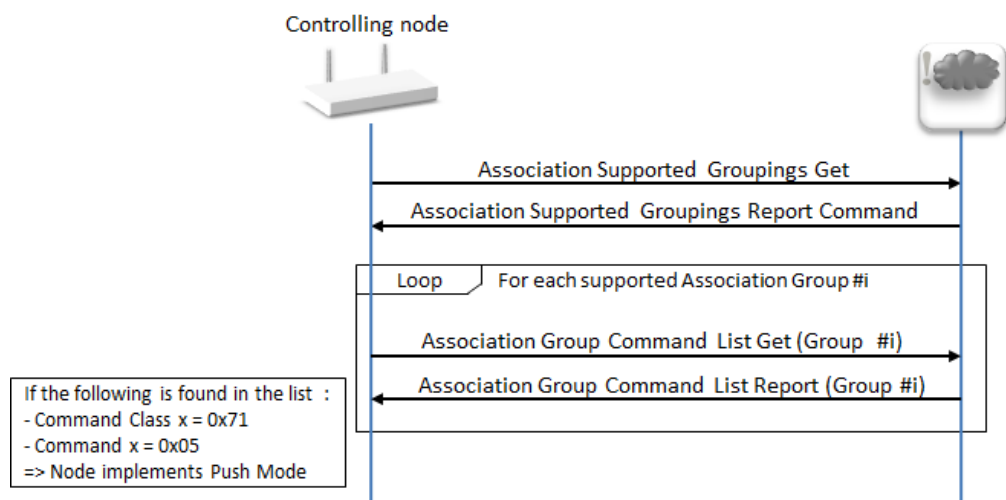 Controlling node
Association Supported Groupings Get
Association Supported Groupings Report Command
Loop
For each supported Association Group #i
Association Group Command List Get (Group #i)
Association Group Command List Report (Group #i)
If the following is found in the list :
- Command Class x = 0x71
- Command x = 0x05
=> Node implements Push Mode